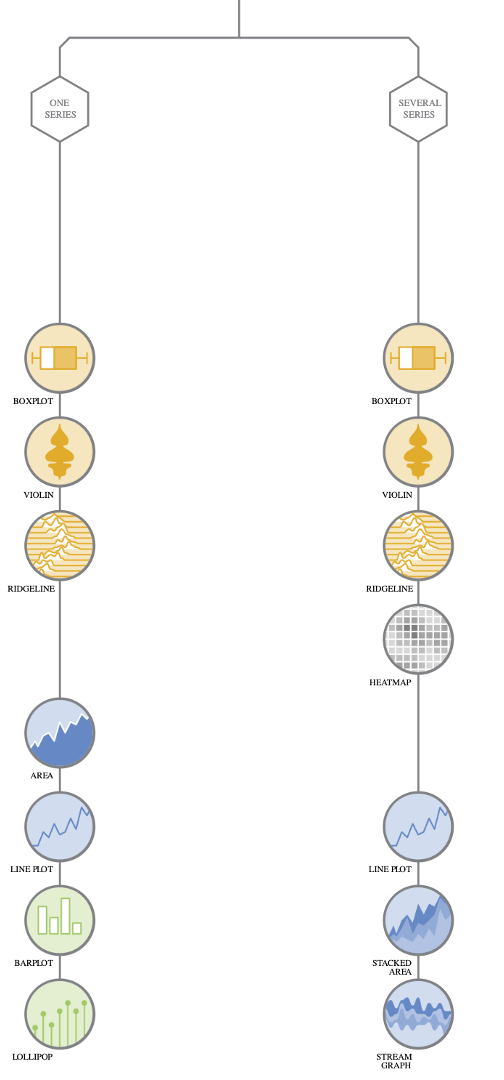 ONE
SERIES
SEVERAL
SERIES
BOXPLOT
BOXPLOT
VIOLIN
VIOLIN
RIDGELINE
RIDGELINE
HEATMAP
AREA
LINE PLOT
LINE PLOT
BARPLOT
STACKED
AREA
LOLLIPOP
STREAM
GRAPH